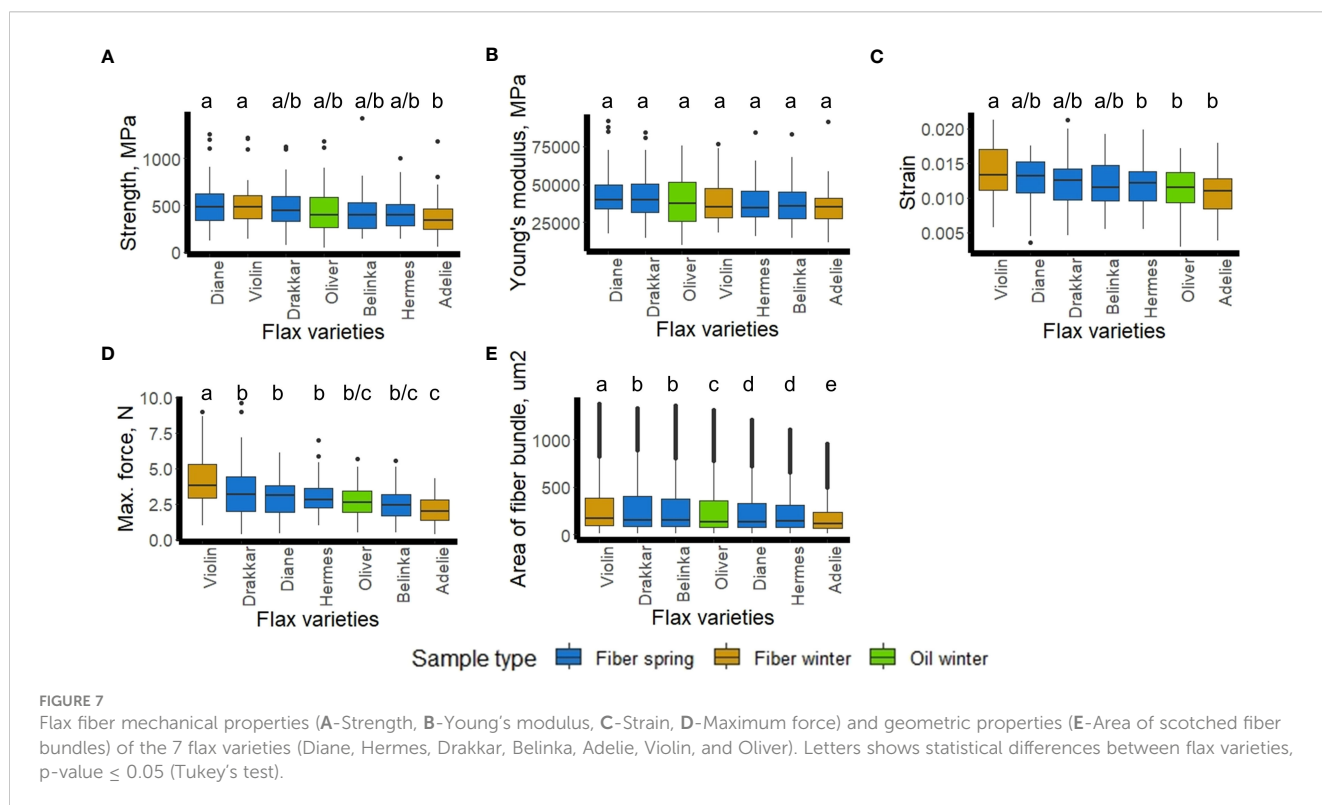 A
B
C
a a a/b a/b a/b a/b b
a a a a a a a
a a/b a/b a/b b b b
Strength, MPa
1000
500
0
Diane Violin Drakkar Oliver Belinka Hermes Adelie
Flax varieties
Young's modulus, MPa
75000
50000
25000
Diane Drakkar Oliver Violin Hermes Belinka Adelie
Flax varieties
Strain
0.020
0.015
0.010
0.005
Violin Diane Drakkar Belinka Hermes Oliver Adelie
Flax varieties
D
E
a b b b b/c b/c c
a b b c d d e
Max. force, N
10.0
7.5
5.0
2.5
0.0
Violin Drakkar Diane Hermes Oliver Belinka Adelie
Flax varieties
Area of fiber bundle, um2
1000
500
0
Violin Drakkar Belinka Oliver Diane Hermes Adelie
Flax varieties
Sample type Fiber spring Fiber winter Oil winter
FIGURE 7
Flax fiber mechanical properties (A-Strength, B-Young's modulus, C-Strain, D-Maximum force) and geometric properties (E-Area of scotched fiber
bundles) of the 7 flax varieties (Diane, Hermes, Drakkar, Belinka, Adelie, Violin, and Oliver). Letters shows statistical differences between flax varieties,
p-value ≤ 0.05 (Tukey's test).